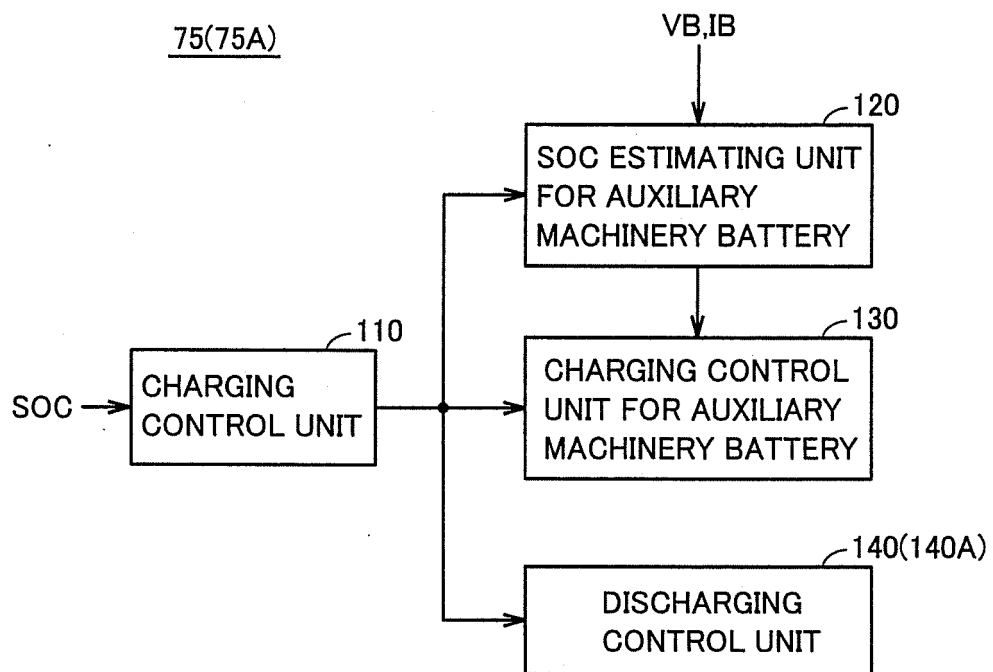 75(75A)
VB,IB
120
SOC ESTIMATING UNIT
FOR AUXILIARY
MACHINERY BATTERY
130
110
CHARGING CONTROL
UNIT FOR AUXILIARY
MACHINERY BATTERY
SOC
CHARGING
CONTROL UNIT
140(140A)
DISCHARGING
CONTROL UNIT